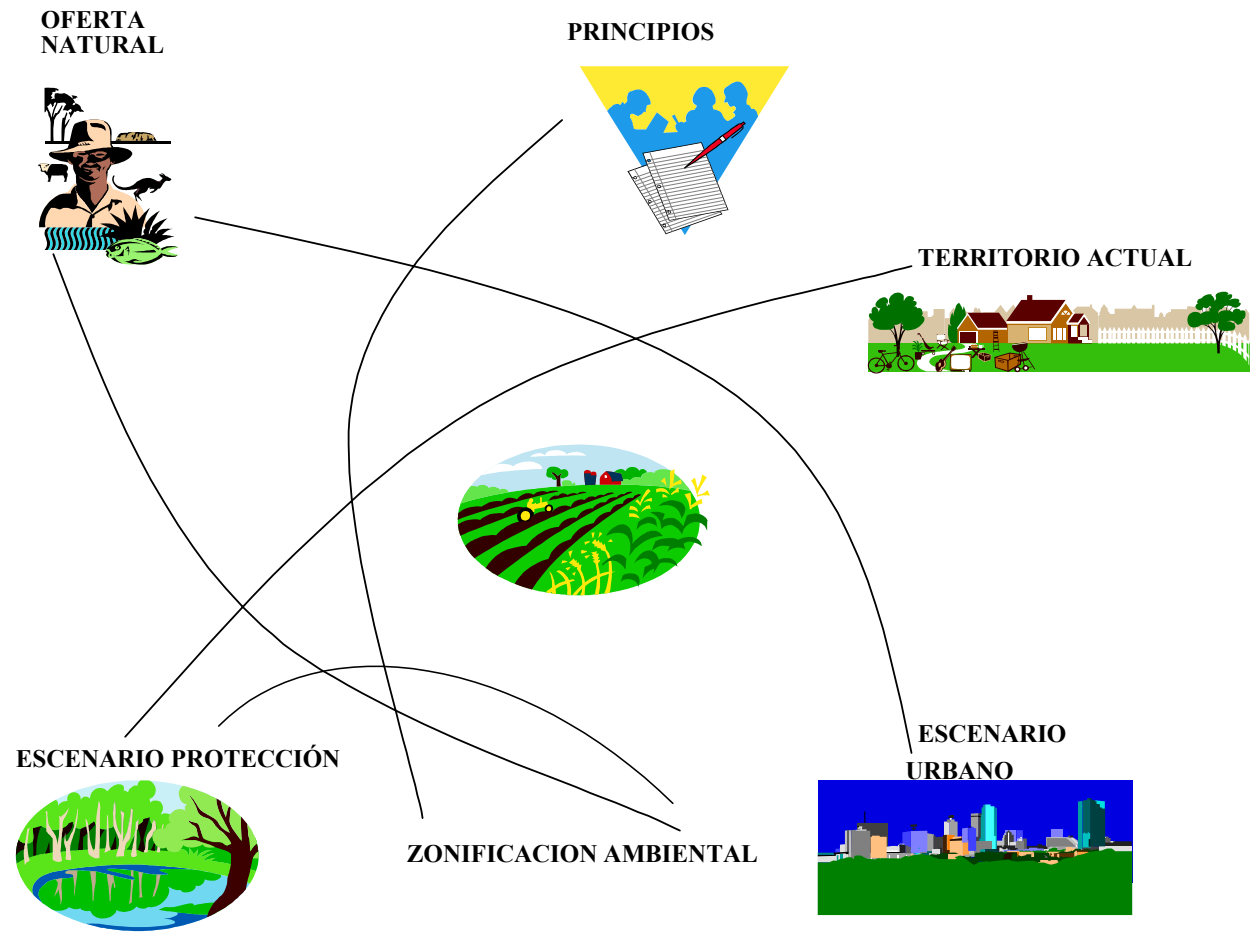 OFERTA
NATURAL
PRINCIPIOS
TERRITORIO ACTUAL
ESCENARIO PROTECCIÓN
ESCENARIO
URBANO
ZONIFICACION AMBIENTAL